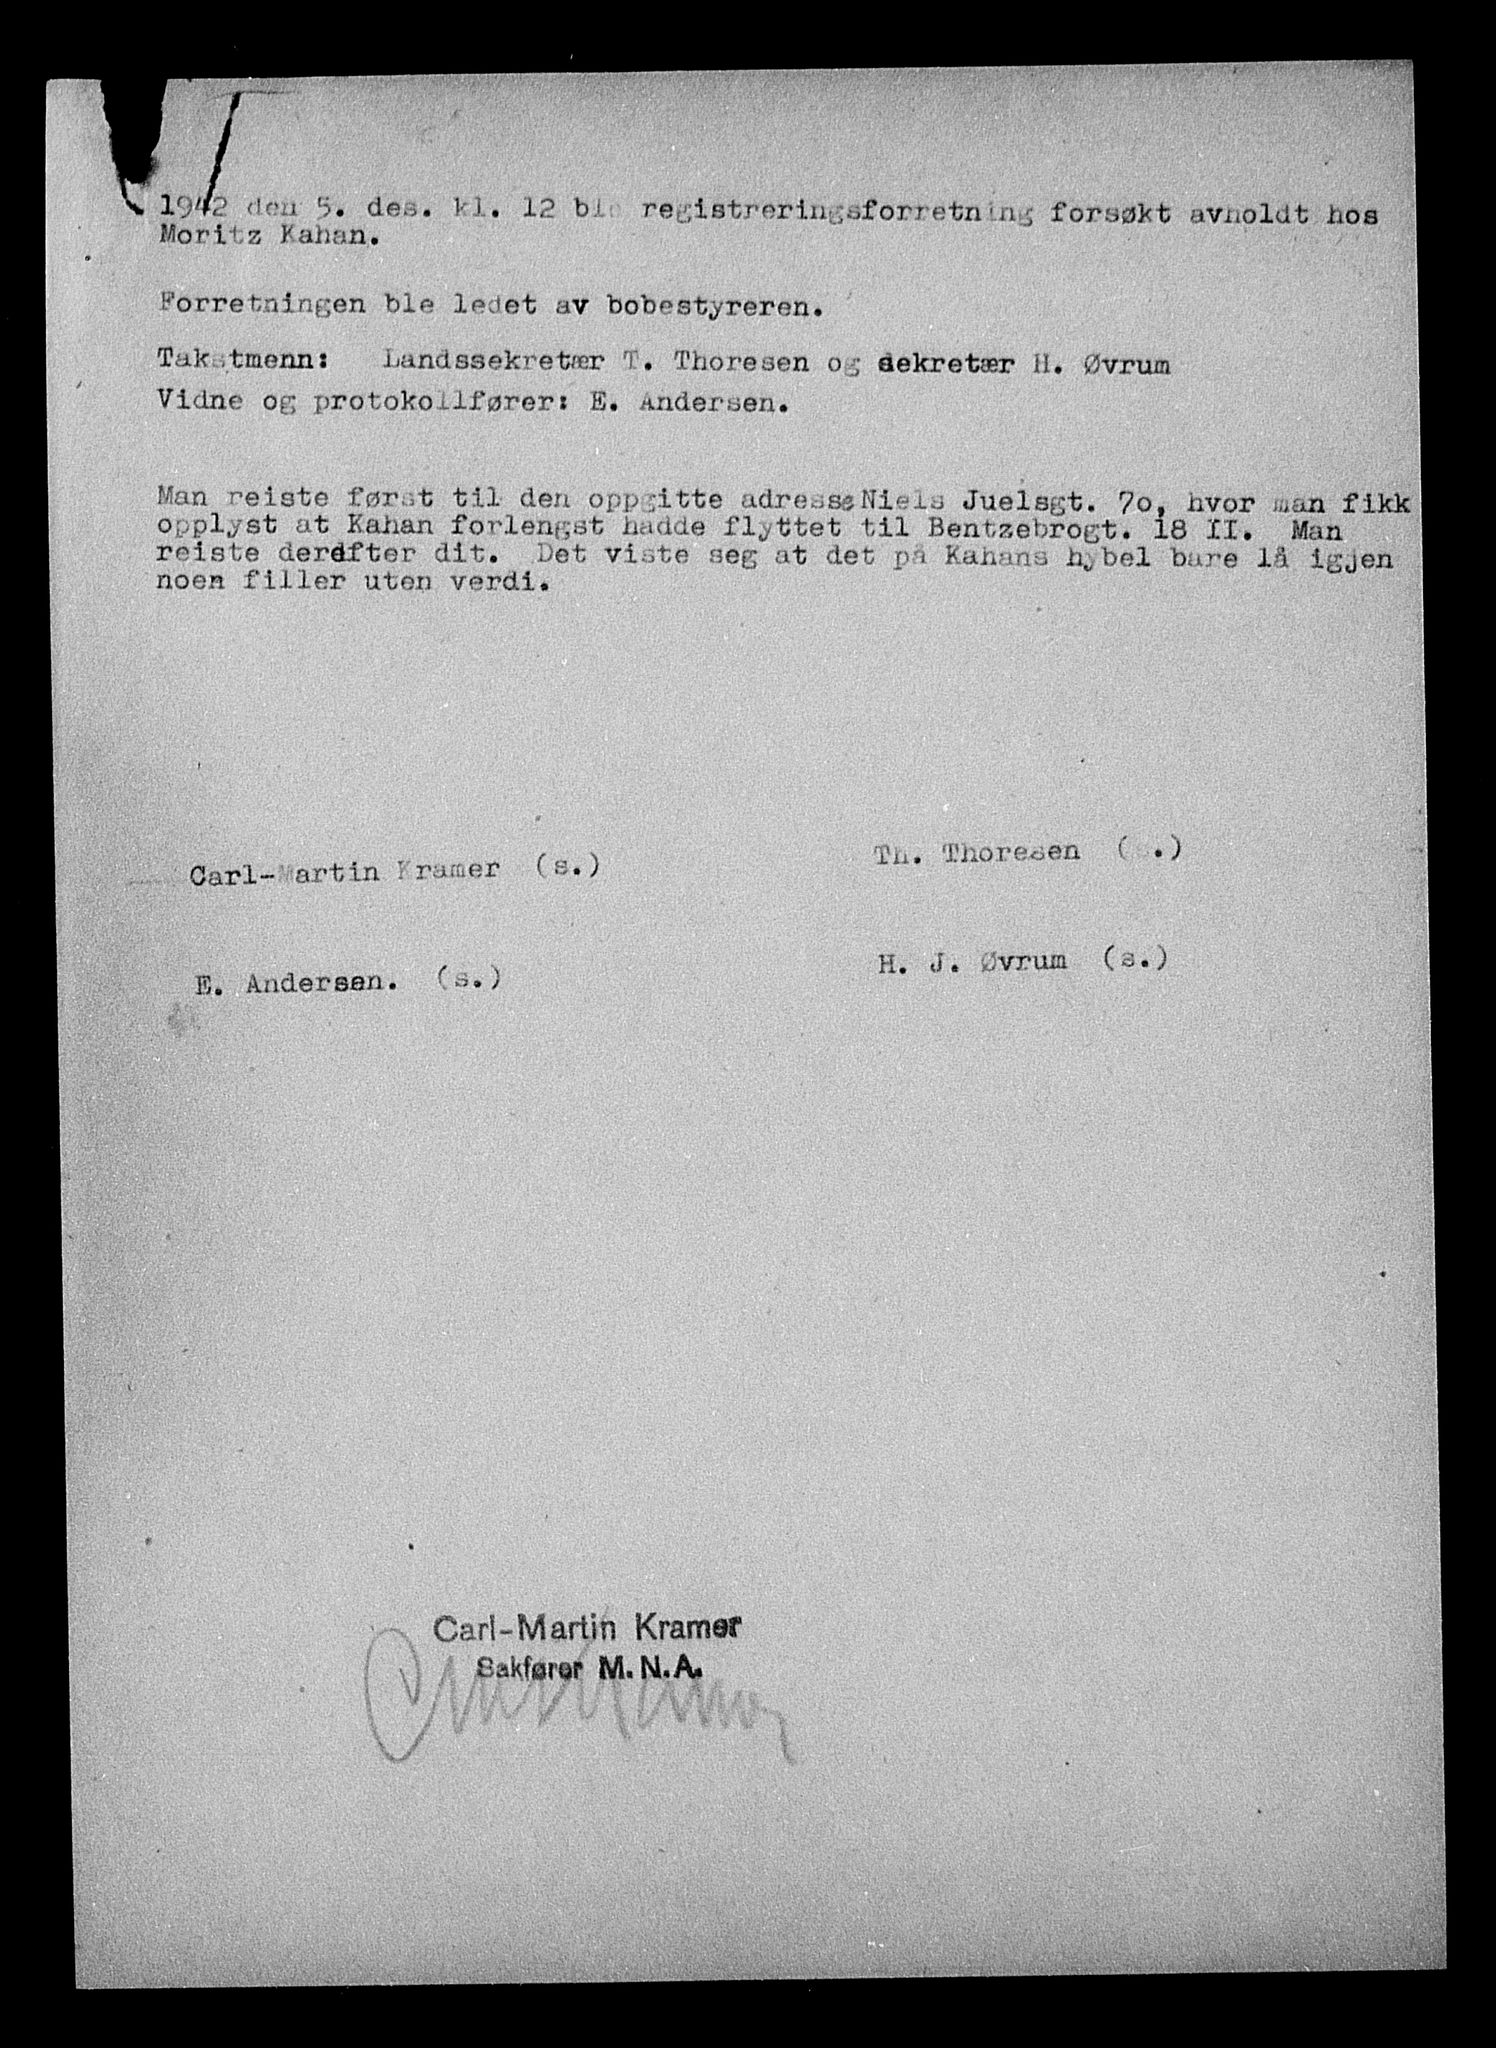 1942 den 5. des. kl. 12 ble registreringsforretning forsøkt avholdt hos
Moritz Kahan.
Forretningen ble ledet av bobestyreren.
Takstmenn: Landssekretær T. Thoresen og sekretær H. Øvrum
Vidne og protokollfører: E. Andersen.
Man reiste først til den oppgitte adresse Niels Juelsgt. 7o, hvor man fikk
opplyst at Kahan forlengst hadde flyttet til Bentzebrogt. 18 II. Man
reiste derefter dit. Det viste seg at det på Kahans hybel bare lå igjen
noen filler uten verdi.
Carl-Martin Kramer (s.)
Th. Thoresen (s.)
E. Andersen. (s.)
H. J. Øvrum (s.)
Carl-Martin Kramer
Sakfører M.N.A.